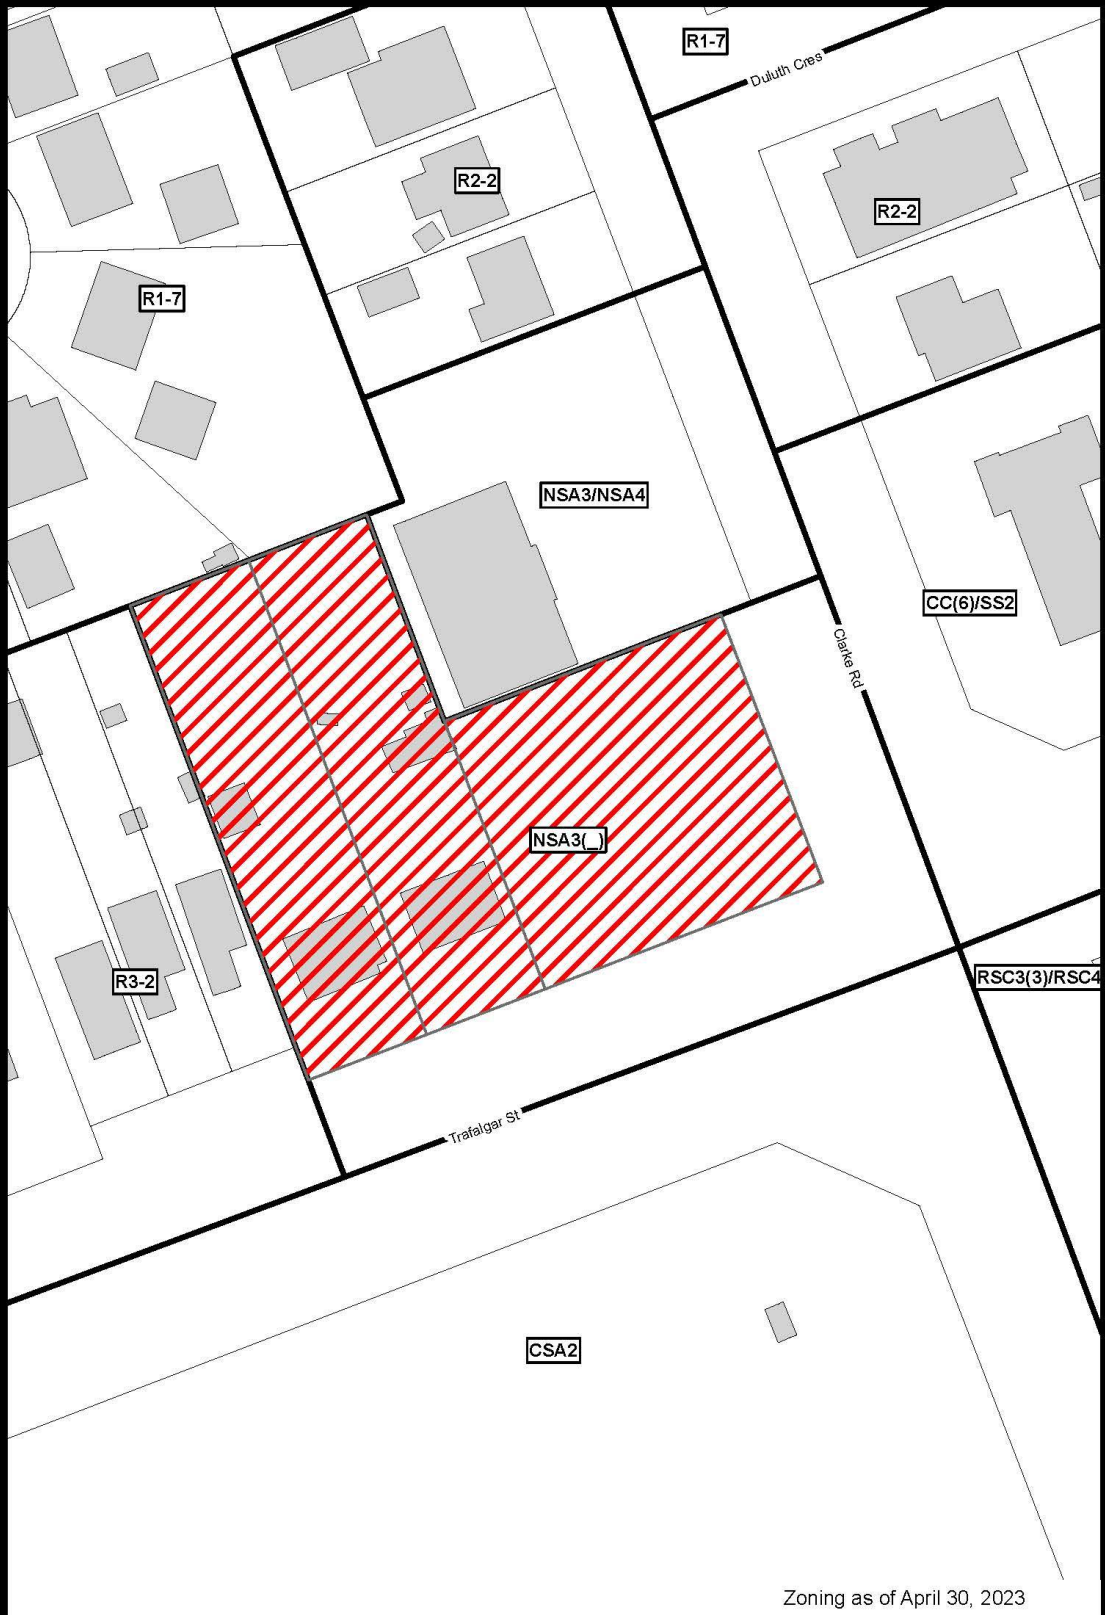 R1-7
Duluth Cres
R2-2
R2-2
R1-7
NSA3/NSA4
CC(6)/SS2
Clarke Rd
NSA3(_)
R3-2
RSC3(3)/RSC4
Trafalgar St
CSA2
Zoning as of April 30, 2023